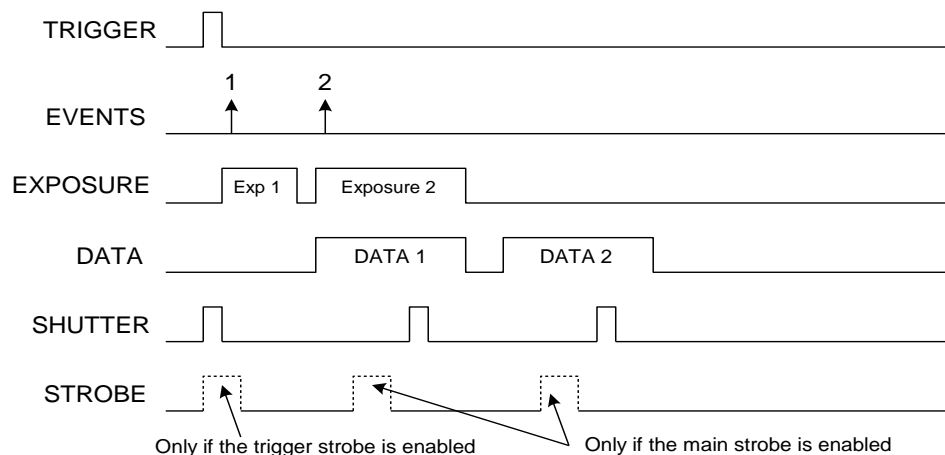 TRIGGER
1 2
EVENTS
EXPOSURE Exp 1 Exposure 2
DATA DATA 1 DATA 2
SHUTTER
STROBE
Only if the trigger strobe is enabled Only if the main strobe is enabled